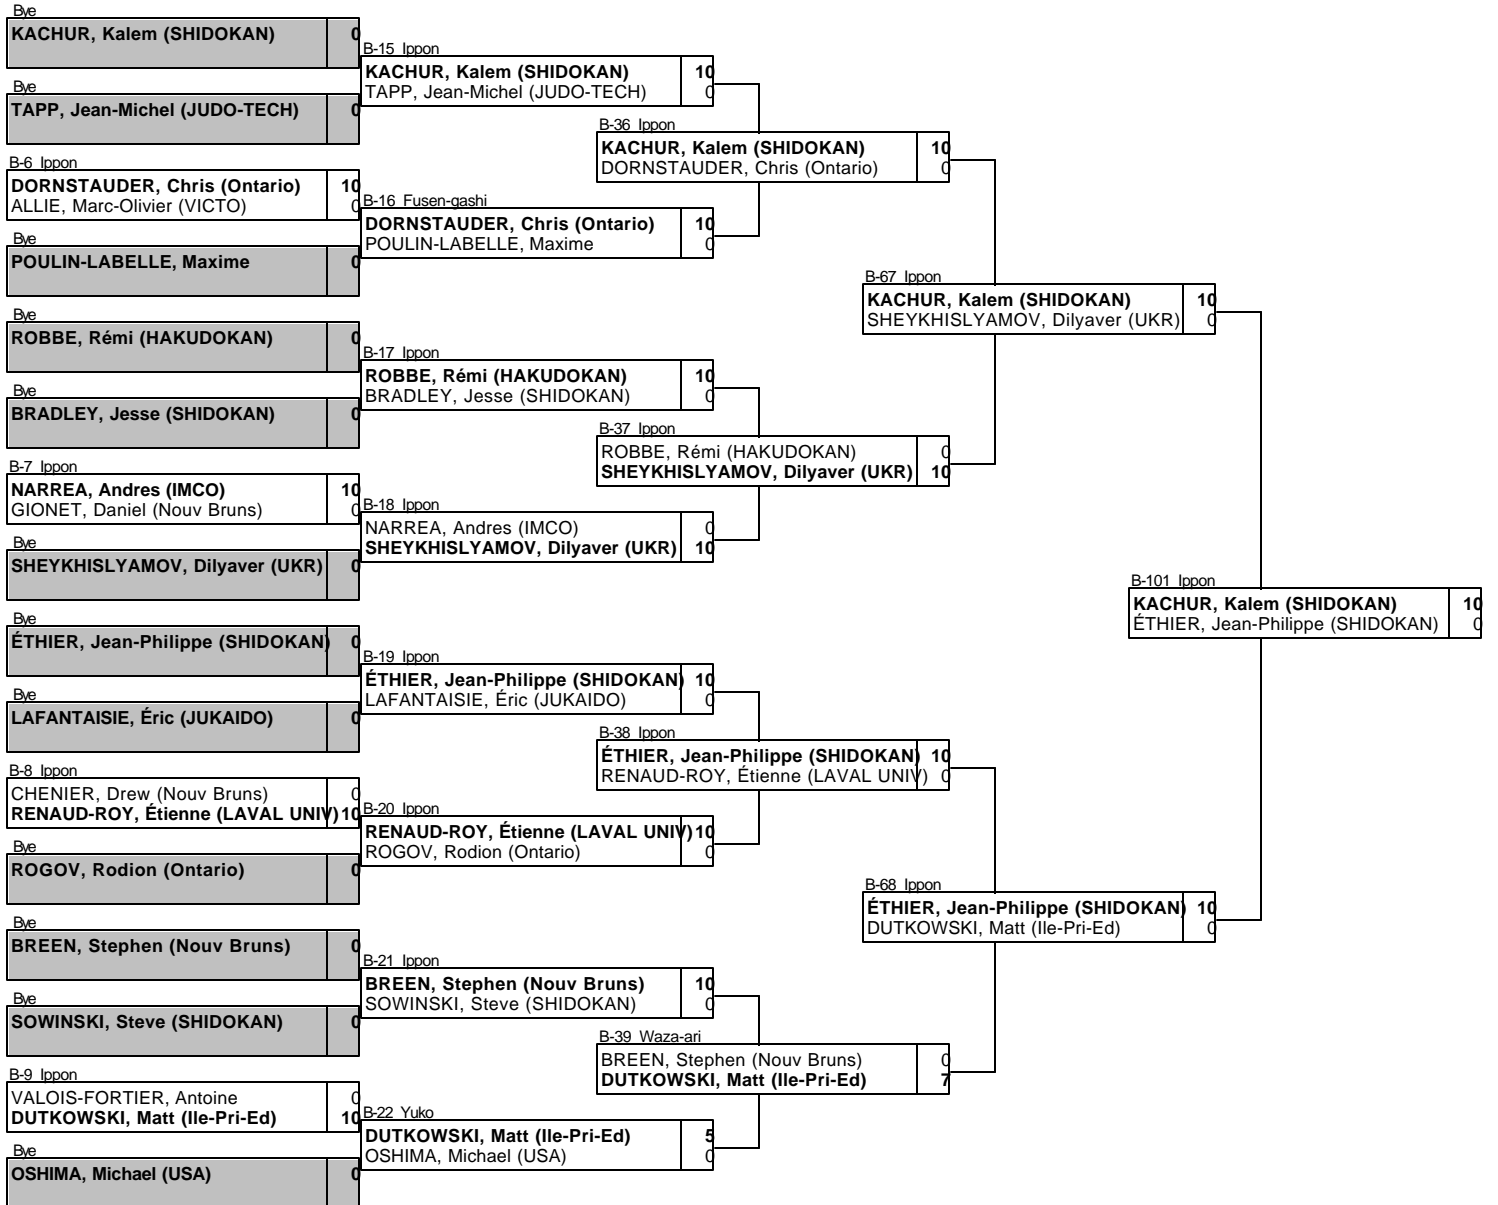 Bye
KACHUR, Kalem (SHIDOKAN) 0
Bye
TAPP, Jean-Michel (JUDO-TECH) 0
B-6 Ippon
DORNSTAUDER, Chris (Ontario) 10
ALLIE, Marc-Olivier (VICTO) 0
Bye
POULIN-LABELLE, Maxime 0
Bye
ROBBE, Rémi (HAKUDOKAN) 0
Bye
BRADLEY, Jesse (SHIDOKAN) 0
B-7 Ippon
NARREA, Andres (IMCO) 10
GIONET, Daniel (Nouv Bruns) 0
Bye
SHEYKHISLYAMOV, Dilyaver (UKR) 0
Bye
ÉTHIER, Jean-Philippe (SHIDOKAN) 0
Bye
LAFANTAISIE, Éric (JUKAIDO) 0
B-8 Ippon
CHENIER, Drew (Nouv Bruns) 0
RENAUD-ROY, Étienne (LAVAL UNIV) 10
Bye
ROGOV, Rodion (Ontario) 0
Bye
BREEN, Stephen (Nouv Bruns) 0
Bye
SOWINSKI, Steve (SHIDOKAN) 0
B-9 Ippon
VALOIS-FORTIER, Antoine 0
DUTKOWSKI, Matt (Ile-Pri-Ed) 10
Bye
OSHIMA, Michael (USA) 0
B-15 Ippon
KACHUR, Kalem (SHIDOKAN) 10
TAPP, Jean-Michel (JUDO-TECH) 0
B-16 Fusen-gashi
DORNSTAUDER, Chris (Ontario) 10
POULIN-LABELLE, Maxime 0
B-17 Ippon
ROBBE, Rémi (HAKUDOKAN) 10
BRADLEY, Jesse (SHIDOKAN) 0
B-18 Ippon
NARREA, Andres (IMCO) 0
SHEYKHISLYAMOV, Dilyaver (UKR) 10
B-19 Ippon
ÉTHIER, Jean-Philippe (SHIDOKAN) 10
LAFANTAISIE, Éric (JUKAIDO) 0
B-20 Ippon
RENAUD-ROY, Étienne (LAVAL UNIV) 10
ROGOV, Rodion (Ontario) 0
B-21 Ippon
BREEN, Stephen (Nouv Bruns) 10
SOWINSKI, Steve (SHIDOKAN) 0
B-22 Yuko
DUTKOWSKI, Matt (Ile-Pri-Ed) 5
OSHIMA, Michael (USA) 0
B-36 Ippon
KACHUR, Kalem (SHIDOKAN) 10
DORNSTAUDER, Chris (Ontario) 0
B-37 Ippon
ROBBE, Rémi (HAKUDOKAN) 0
SHEYKHISLYAMOV, Dilyaver (UKR) 10
B-38 Ippon
ÉTHIER, Jean-Philippe (SHIDOKAN) 10
RENAUD-ROY, Étienne (LAVAL UNIV) 0
B-39 Waza-ari
BREEN, Stephen (Nouv Bruns) 0
DUTKOWSKI, Matt (Ile-Pri-Ed) 7
B-67 Ippon
KACHUR, Kalem (SHIDOKAN) 10
SHEYKHISLYAMOV, Dilyaver (UKR) 0
B-68 Ippon
ÉTHIER, Jean-Philippe (SHIDOKAN) 10
DUTKOWSKI, Matt (Ile-Pri-Ed) 0
B-101 Ippon
KACHUR, Kalem (SHIDOKAN) 10
ÉTHIER, Jean-Philippe (SHIDOKAN) 0